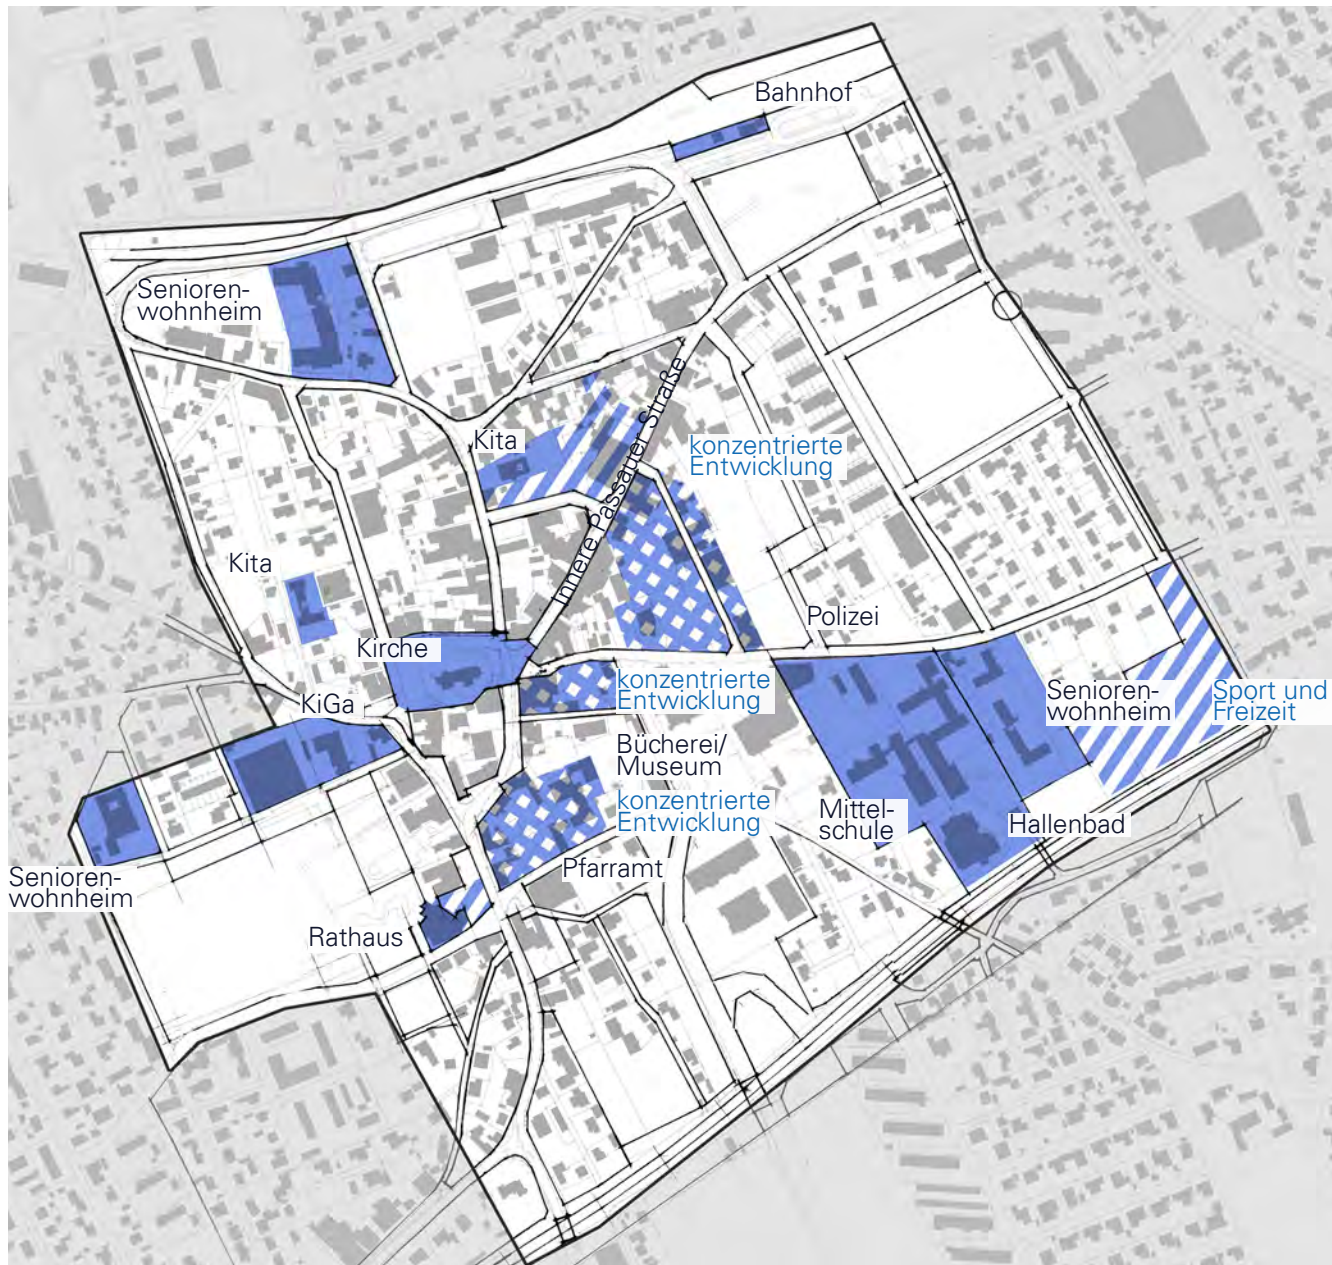 Bahnhof
Senioren-
wohnheim
Innere Passauer Straße
Kita
konzentrierte
Entwicklung
Kita
Polizei
Kirche
konzentrierte
Entwicklung
Senioren-
wohnheim
Sport und
Freizeit
KiGa
Bücherei/
Museum
konzentrierte
Entwicklung
Mittel-
schule
Hallenbad
Pfarramt
Senioren-
wohnheim
Rathaus